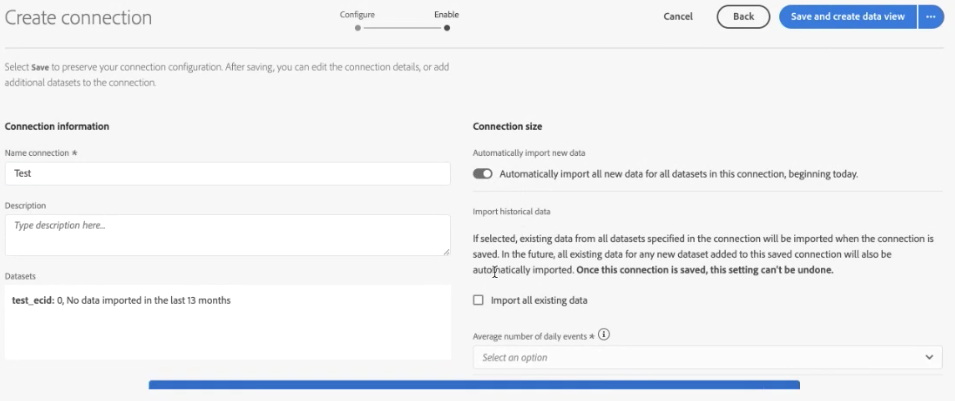 Create connection
Configure
Enable
Cancel
Back
Save and create data view
Select Save to preserve your connection configuration. After saving, you can edit the connection details, or add
additional datasets to the connection.
Connection information
Name connection *
Test
Description
Type description here...
Datasets
test_ecid: 0, No data imported in the last 13 months
Connection size
Automatically import new data
Automatically import all new data for all datasets in this connection, beginning today.
Import historical data
If selected, existing data from all datasets specified in the connection will be imported when the connection is
saved. In the future, all existing data for any new dataset added to this saved connection will also be
automatically imported. Once this connection is saved, this setting can't be undone.
Import all existing data
Average number of daily events *
Select an option